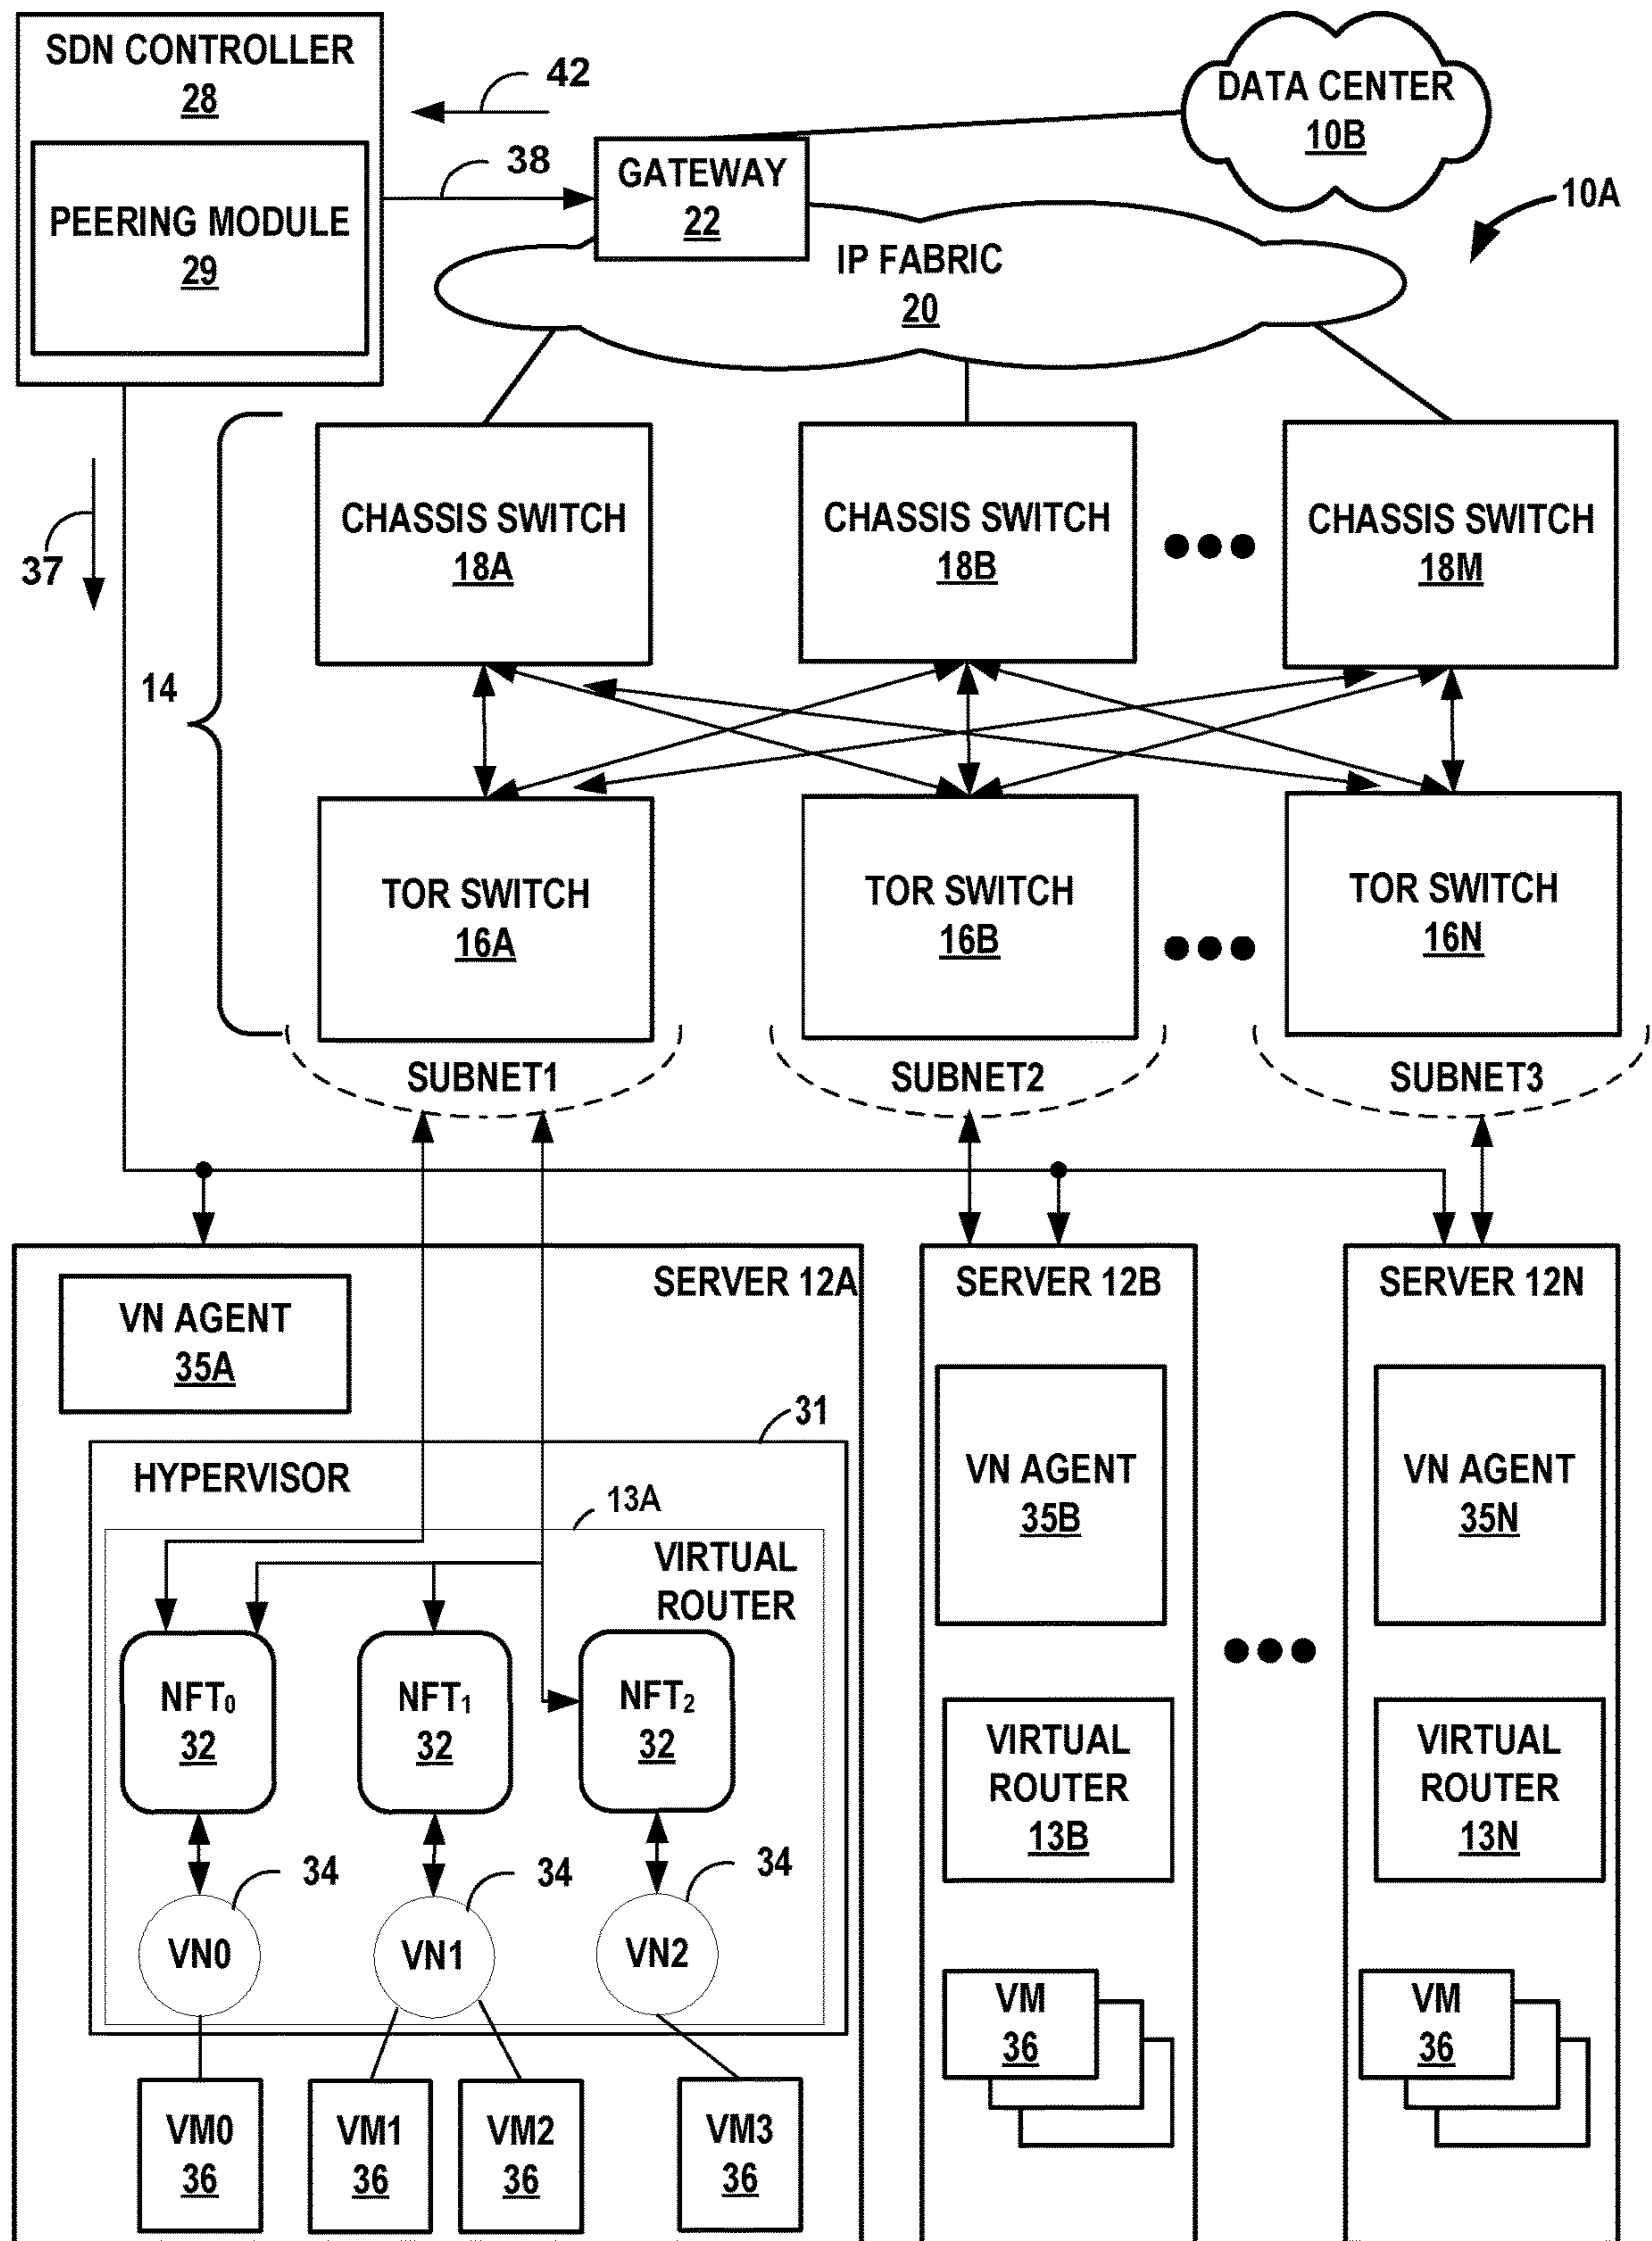 SDN CONTROLLER
28
PEERING MODULE
29
42
38
GATEWAY
22
DATA CENTER
10B
10A
IP FABRIC
20
37
14
CHASSIS SWITCH
18A
CHASSIS SWITCH
18B
CHASSIS SWITCH
18M
TOR SWITCH
16A
TOR SWITCH
16B
TOR SWITCH
16N
SUBNET1
SUBNET2
SUBNET3
SERVER 12A
VN AGENT
35A
31
HYPERVISOR
13A
VIRTUAL
ROUTER
NFT₀
32
NFT₁
32
NFT₂
32
34
34
34
VN0
VN1
VN2
VM0
36
VM1
36
VM2
36
VM3
36
SERVER 12B
VN AGENT
35B
VIRTUAL
ROUTER
13B
VM
36
SERVER 12N
VN AGENT
35N
VIRTUAL
ROUTER
13N
VM
36